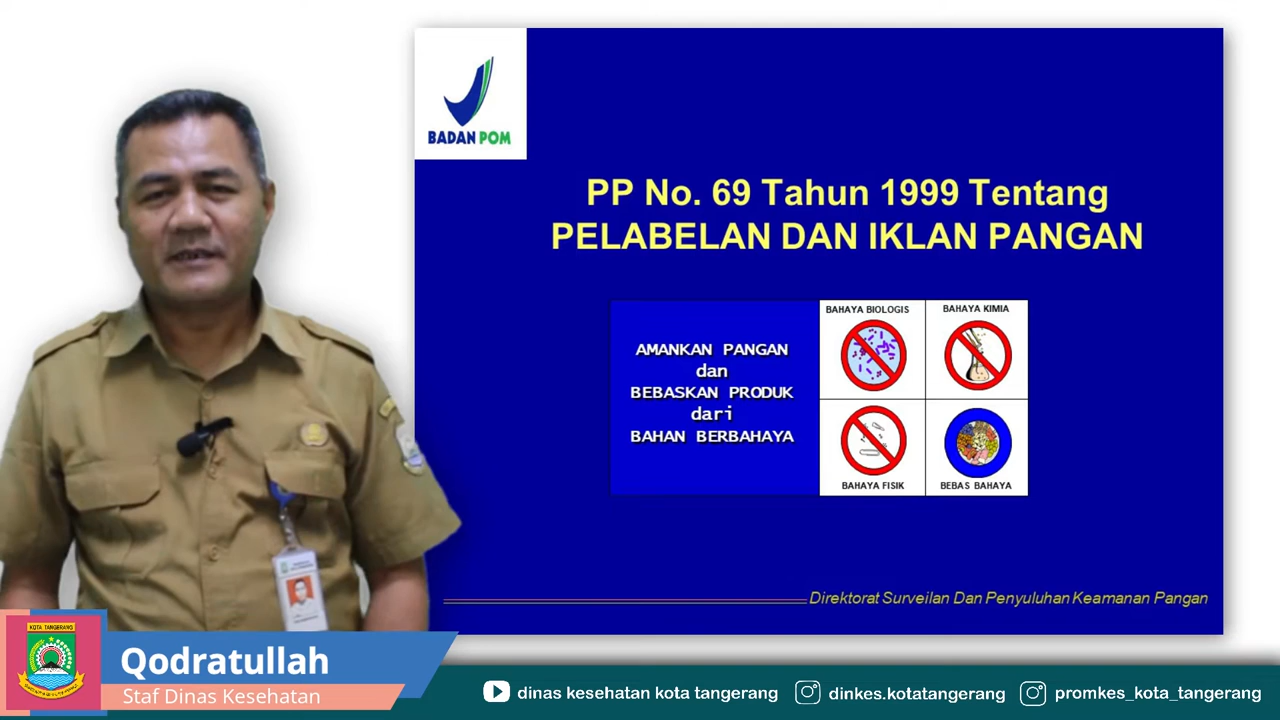 BADAN POM
PP No. 69 Tahun 1999 Tentang
PELABELAN DAN IKLAN PANGAN
AMANKAN PANGAN
dan
BEBASKAN PRODUK
dari
BAHAN BERBAHAYA
BAHAYA BIOLOGIS
BAHAYA KIMIA
BAHAYA FISIK
BEBAS BAHAYA
Direktorat Surveilan Dan Penyuluhan Keamanan Pangan
KOTA TANGERANG
Qodratullah
Staf Dinas Kesehatan
dinas kesehatan kota tangerang
dinkes.kotatangerang
promkes_kota_tangerang